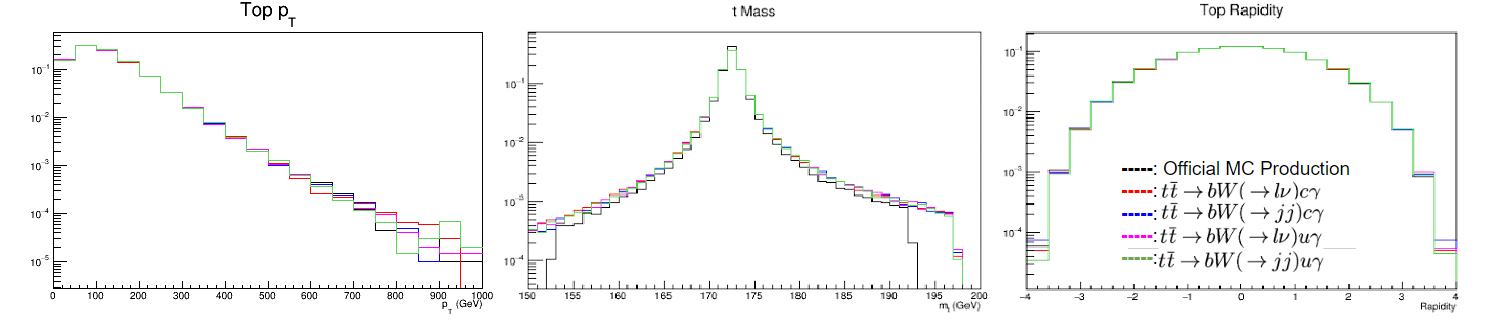 Top p_T
10⁻¹
10⁻²
10⁻³
10⁻⁴
10⁻⁵
0 100 200 300 400 500 600 700 800 900 1000
p_T (GeV)
t Mass
10⁻¹
10⁻²
10⁻³
10⁻⁴
150 155 160 165 170 175 180 185 190 195 200
m_t (GeV)
Top Rapidity
10⁻¹
10⁻²
10⁻³
10⁻⁴
: Official MC Production
: tt̄ → bW(→ lν)cγ
: tt̄ → bW(→ jj)cγ
: tt̄ → bW(→ lν)uγ
: tt̄ → bW(→ jj)uγ
−4 −3 −2 −1 0 1 2 3 4
Rapidity